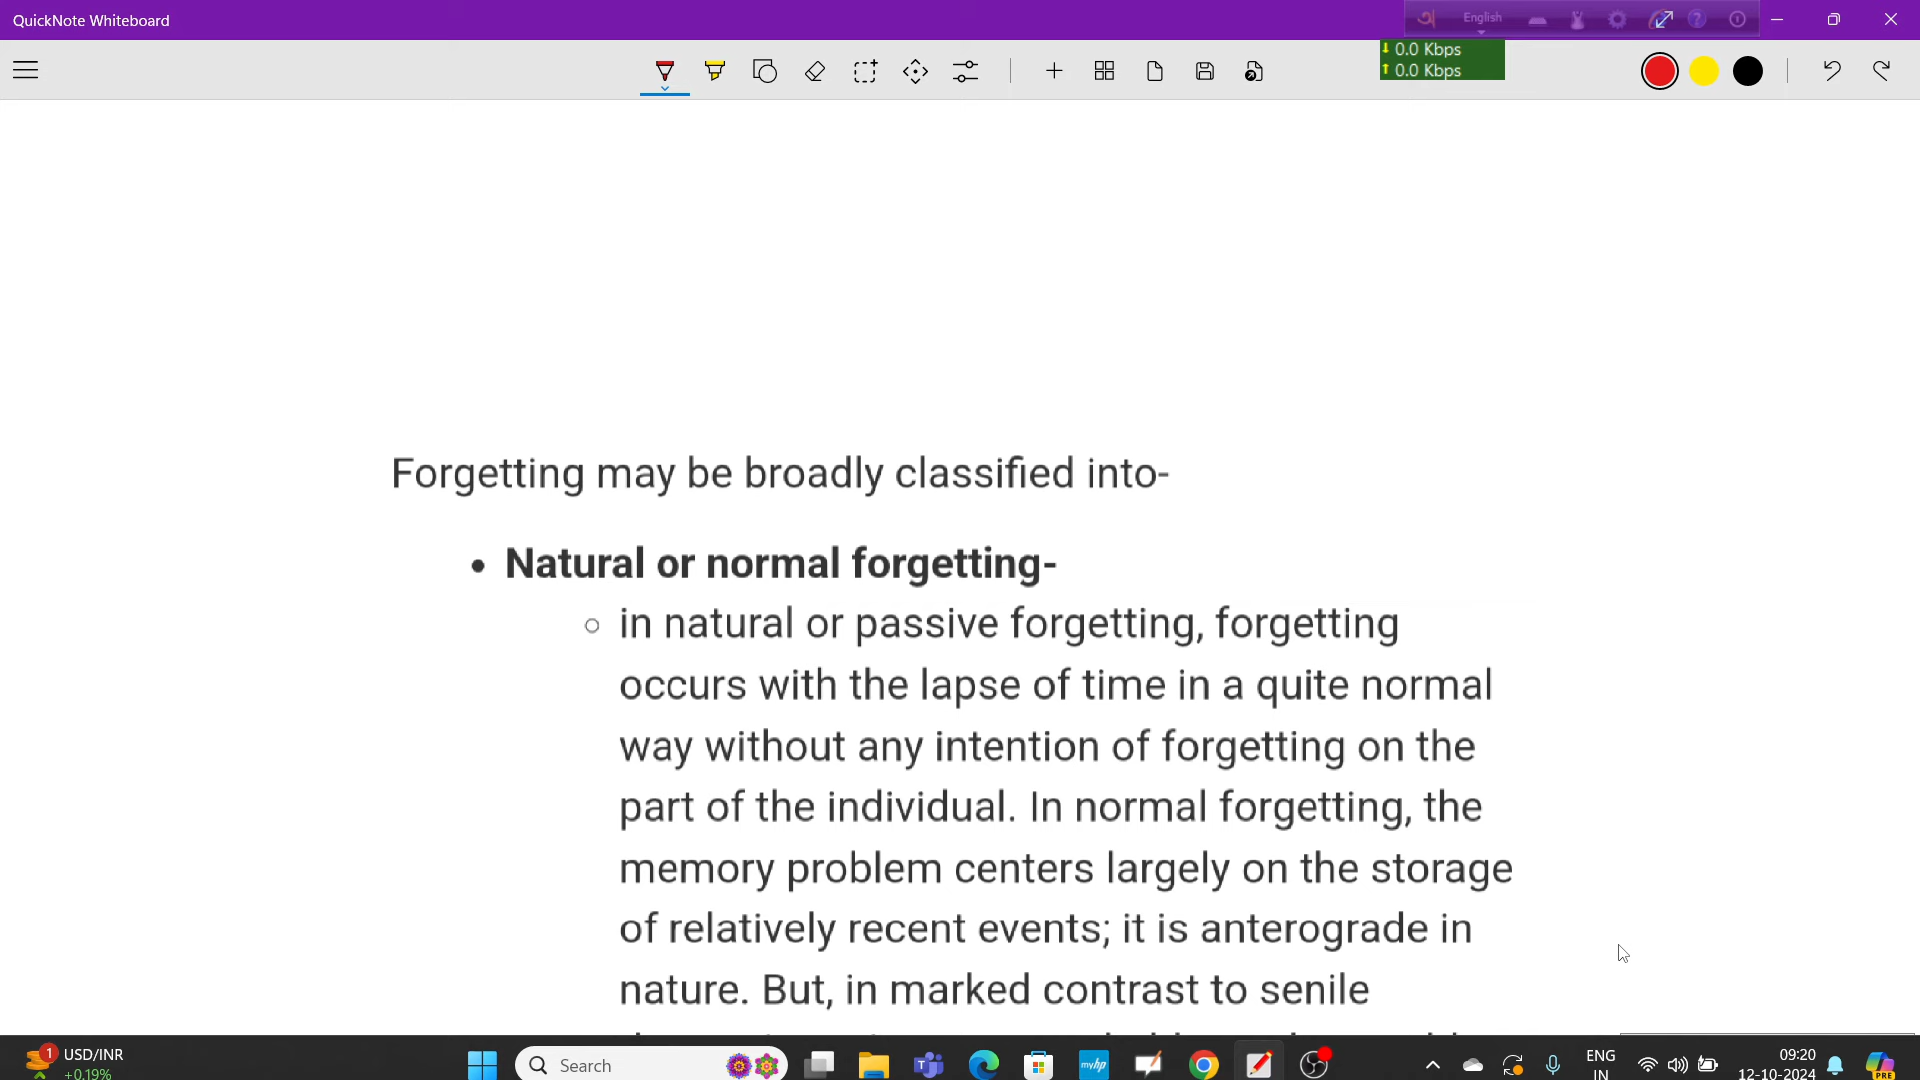 QuickNote Whiteboard
English
0.0 Kbps
0.0 Kbps
Forgetting may be broadly classified into-
• Natural or normal forgetting-
○ in natural or passive forgetting, forgetting
occurs with the lapse of time in a quite normal
way without any intention of forgetting on the
part of the individual. In normal forgetting, the
memory problem centers largely on the storage
of relatively recent events; it is anterograde in
nature. But, in marked contrast to senile
1
USD/INR
+0.19%
Search
myhp
ENG
IN
09:20
12-10-2024
PRE